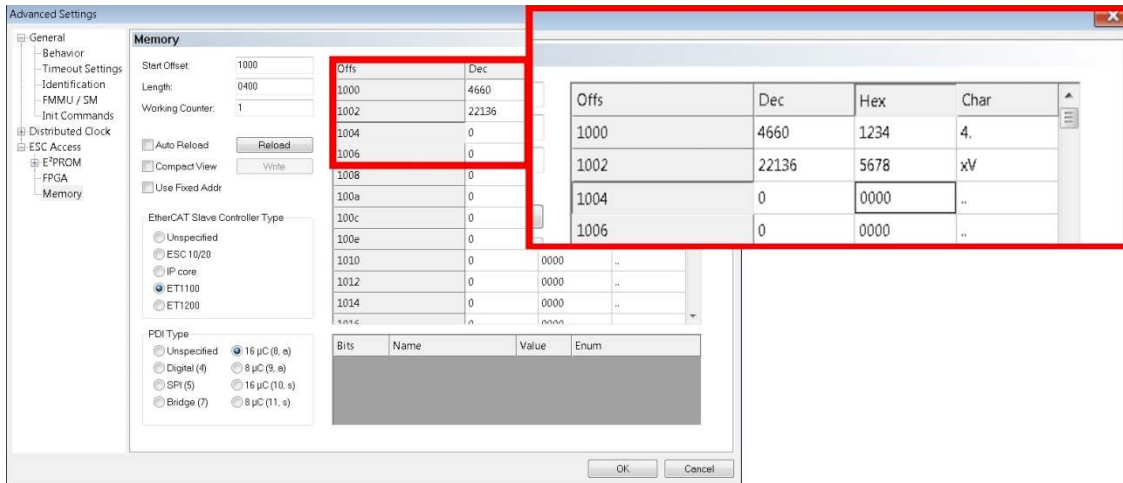 Advanced Settings
General
Behavior
Timeout Settings
Identification
FMMU / SM
Init Commands
Distributed Clock
ESC Access
E²PROM
FPGA
Memory
Memory
Start Offset: 1000
Length: 0400
Working Counter: 1
Auto Reload Reload
Compact View Write
Use Fixed Addr
EtherCAT Slave Controller Type
Unspecified
ESC 10/20
IP core
ET1100
ET1200
PDI Type
Unspecified 16 µC (8, a)
Digital (4) 8 µC (9, a)
SPI (5) 16 µC (10, s)
Bridge (7) 8 µC (11, s)
Offs Dec
1000 4660
1002 22136
1004 0
1006 0
1008 0
100a 0
100c 0
100e 0
1010 0 0000 ..
1012 0 0000 ..
1014 0 0000 ..
1016 0 0000
Bits Name Value Enum
OK Cancel
Offs Dec Hex Char
1000 4660 1234 4.
1002 22136 5678 xV
1004 0 0000 ..
1006 0 0000 ..